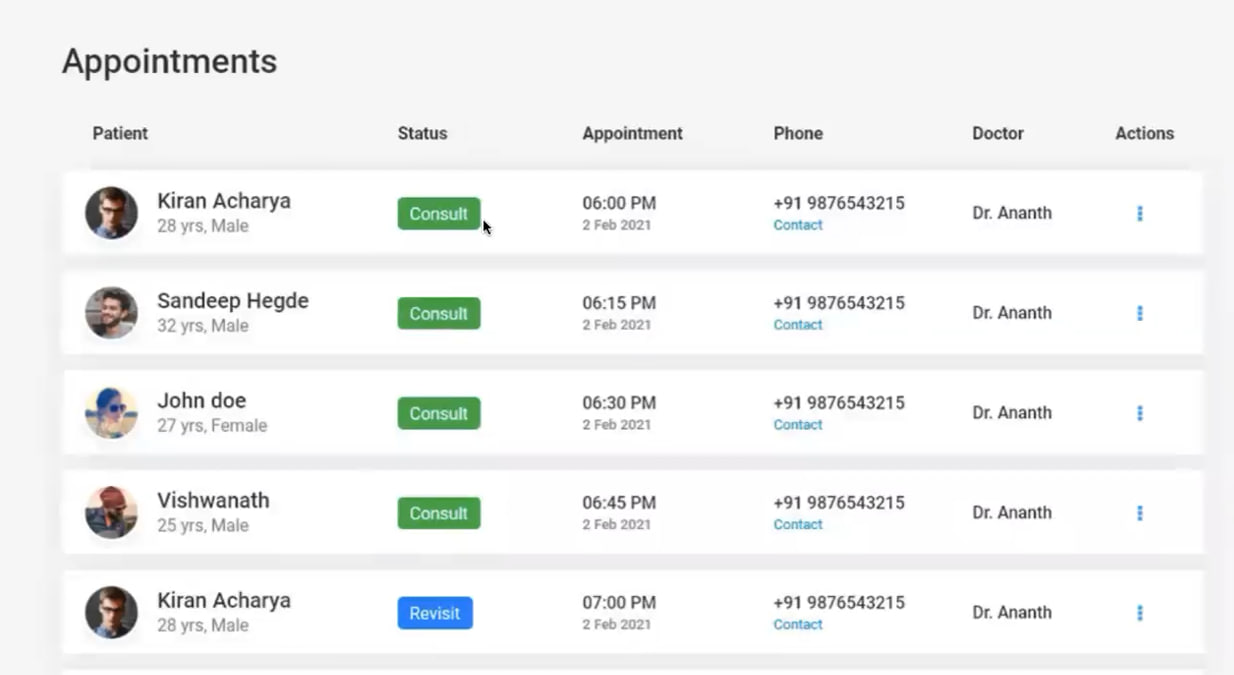 Appointments
Patient Status Appointment Phone Doctor Actions
Kiran Acharya Consult 06:00 PM +91 9876543215 Dr. Ananth
28 yrs, Male 2 Feb 2021 Contact
Sandeep Hegde Consult 06:15 PM +91 9876543215 Dr. Ananth
32 yrs, Male 2 Feb 2021 Contact
John doe Consult 06:30 PM +91 9876543215 Dr. Ananth
27 yrs, Female 2 Feb 2021 Contact
Vishwanath Consult 06:45 PM +91 9876543215 Dr. Ananth
25 yrs, Male 2 Feb 2021 Contact
Kiran Acharya Revisit 07:00 PM +91 9876543215 Dr. Ananth
28 yrs, Male 2 Feb 2021 Contact